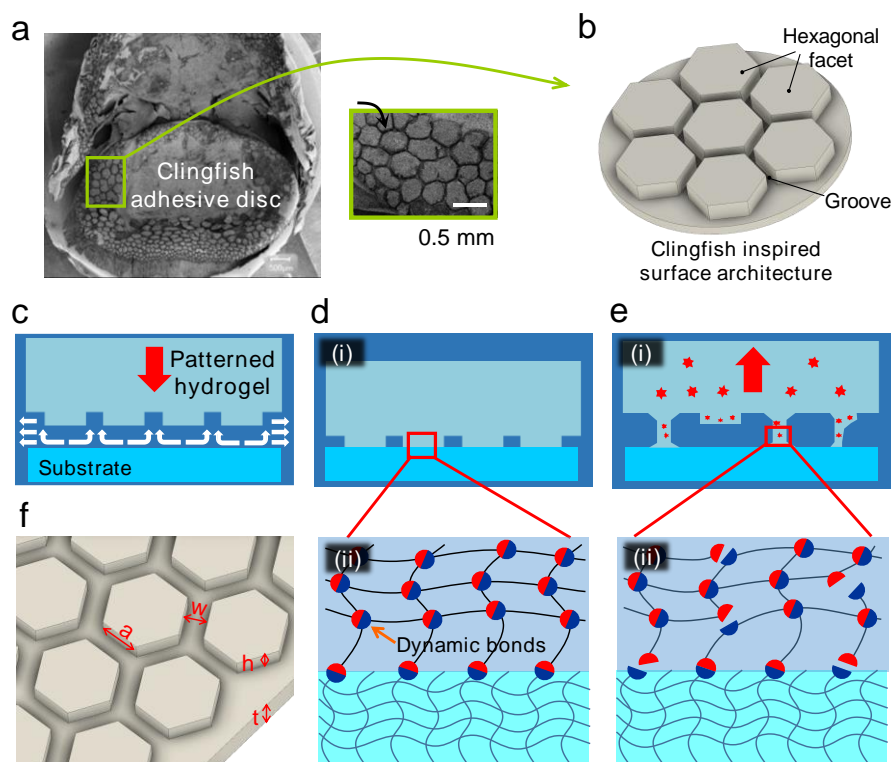 a
Clingfish
adhesive disc
500µm
0.5 mm
b
Hexagonal
facet
Groove
Clingfish inspired
surface architecture
c
Patterned
hydrogel
Substrate
d
(i)
(ii)
Dynamic bonds
e
(i)
(ii)
f
a
w
h
t